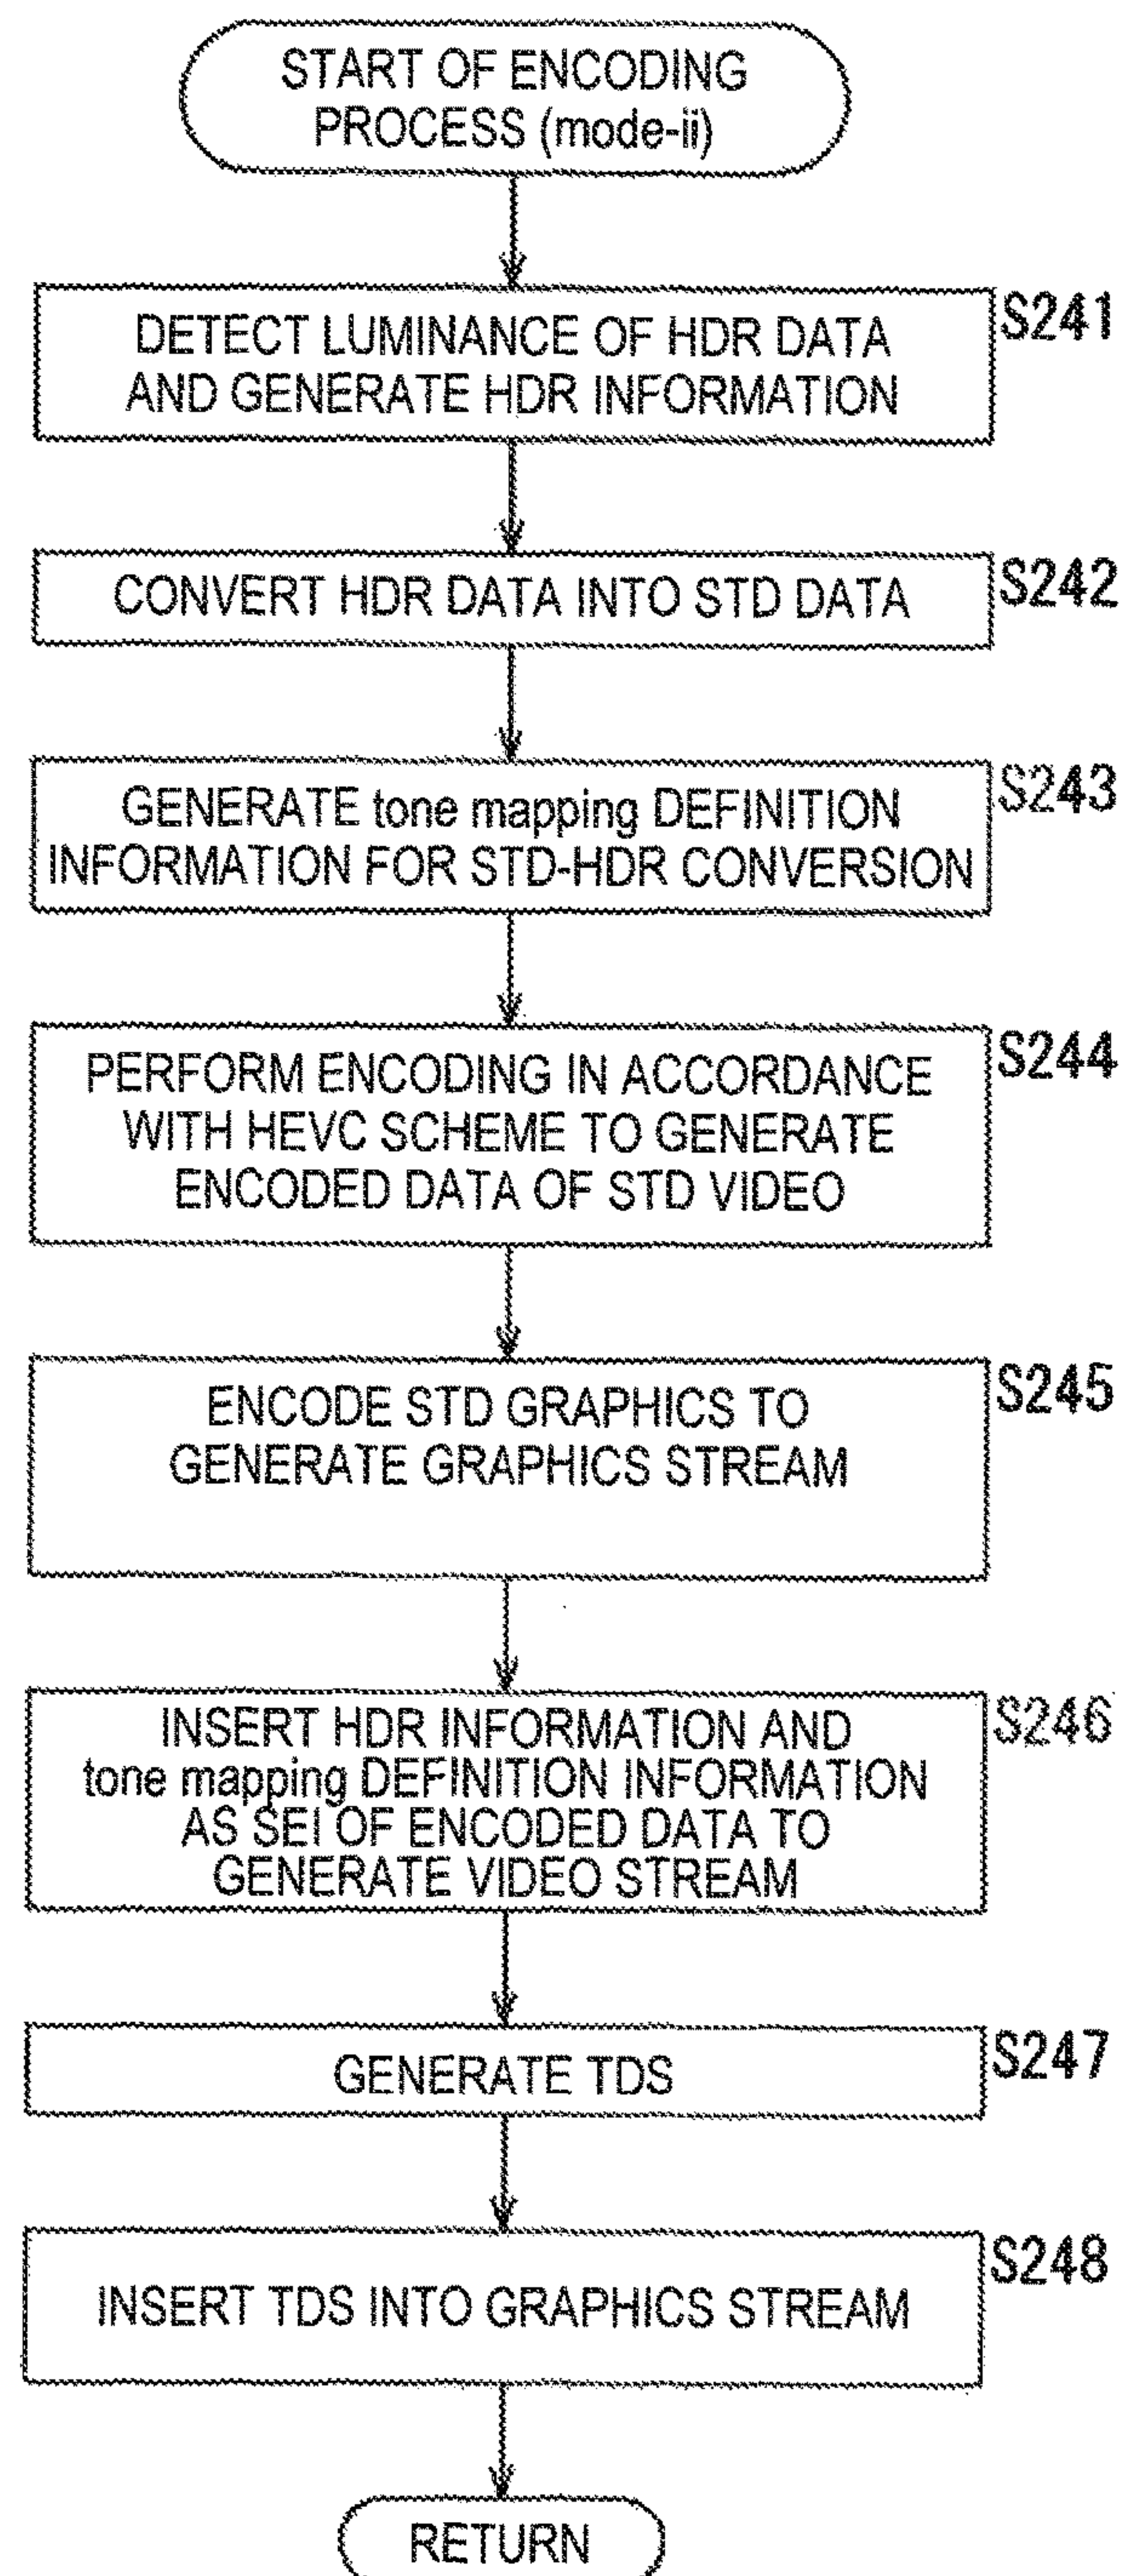 START OF ENCODING
PROCESS (mode-ii)
DETECT LUMINANCE OF HDR DATA
AND GENERATE HDR INFORMATION
S241
CONVERT HDR DATA INTO STD DATA
S242
GENERATE tone mapping DEFINITION
INFORMATION FOR STD-HDR CONVERSION
S243
PERFORM ENCODING IN ACCORDANCE
WITH HEVC SCHEME TO GENERATE
ENCODED DATA OF STD VIDEO
S244
ENCODE STD GRAPHICS TO
GENERATE GRAPHICS STREAM
S245
INSERT HDR INFORMATION AND
tone mapping DEFINITION INFORMATION
AS SEI OF ENCODED DATA TO
GENERATE VIDEO STREAM
S246
GENERATE TDS
S247
INSERT TDS INTO GRAPHICS STREAM
S248
RETURN